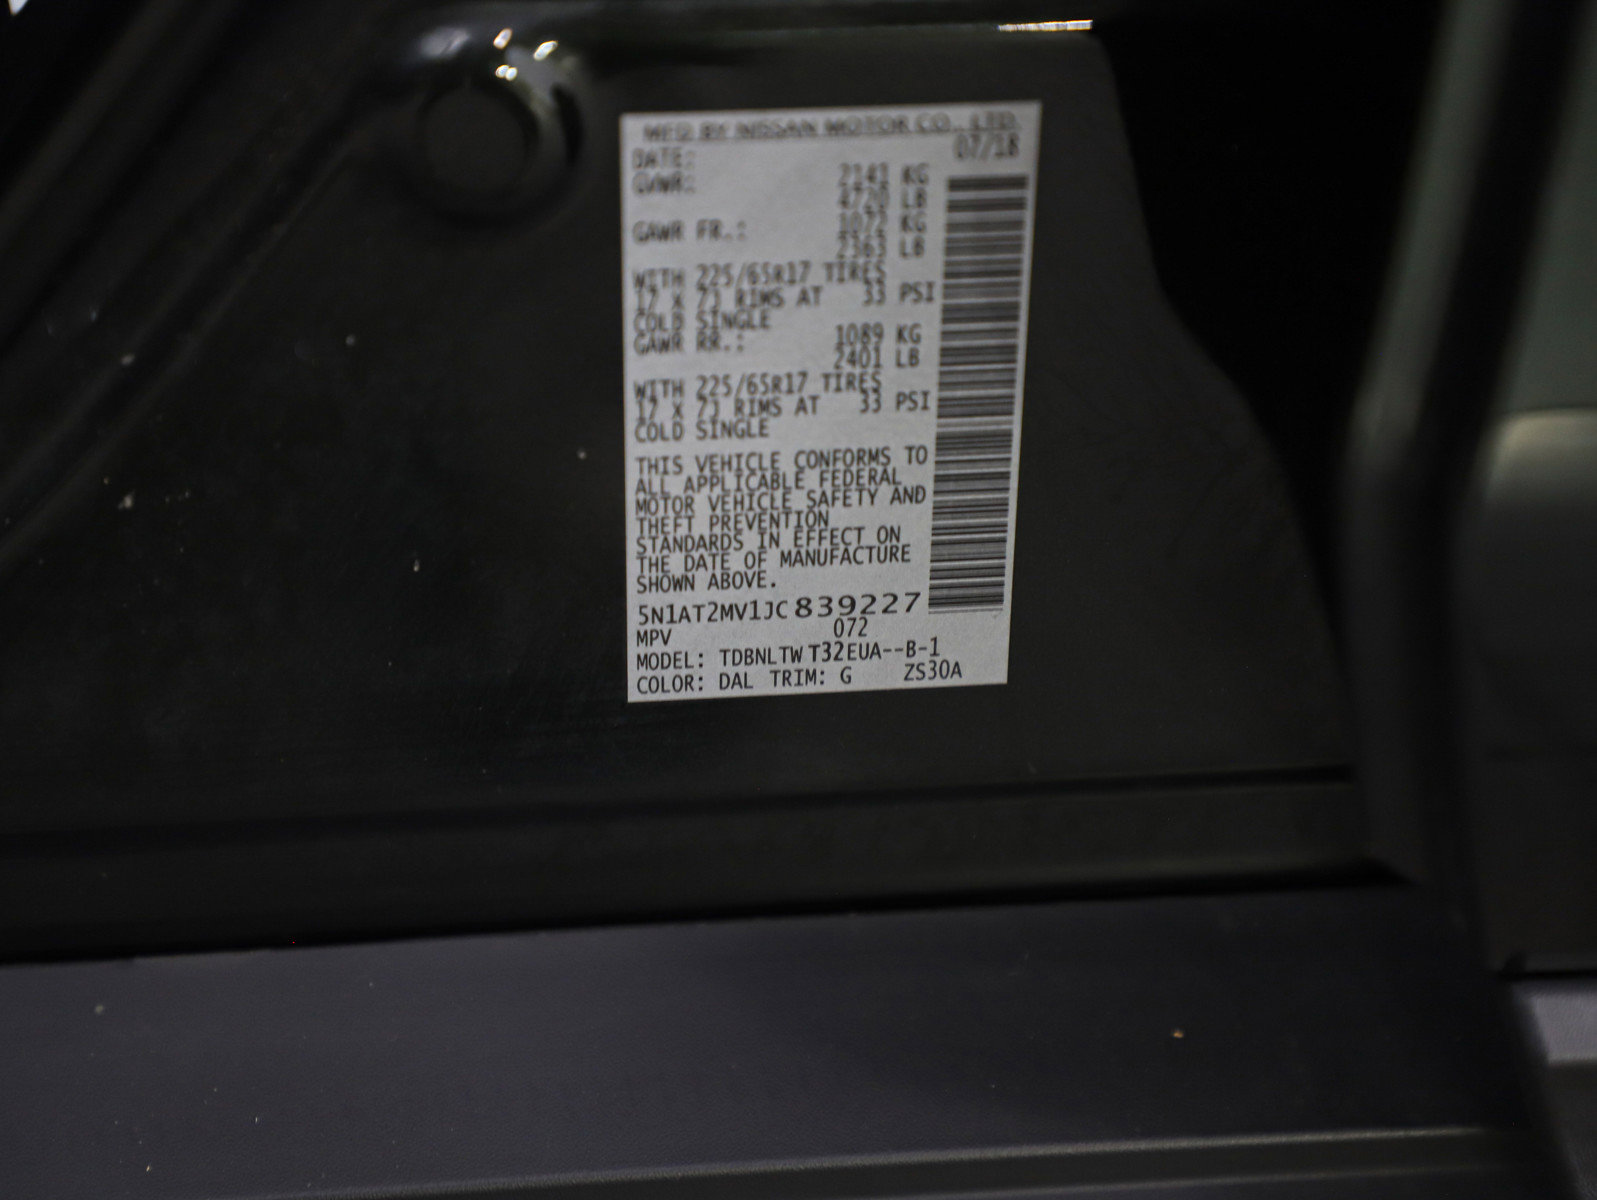 MFD BY NISSAN MOTOR CO., LTD.
DATE: 07/18
GVWR: 2141 KG
4720 LB
GAWR FR.: 1072 KG
2363 LB
WITH 225/65R17 TIRES
17 X 7J RIMS AT 33 PSI
COLD SINGLE
GAWR RR.: 1089 KG
2401 LB
WITH 225/65R17 TIRES
17 X 7J RIMS AT 33 PSI
COLD SINGLE
THIS VEHICLE CONFORMS TO
ALL APPLICABLE FEDERAL
MOTOR VEHICLE SAFETY AND
THEFT PREVENTION
STANDARDS IN EFFECT ON
THE DATE OF MANUFACTURE
SHOWN ABOVE.
5N1AT2MV1JC839227
MPV 072
MODEL: TDBNLTW T32EUA--B-1
COLOR: DAL TRIM: G ZS30A